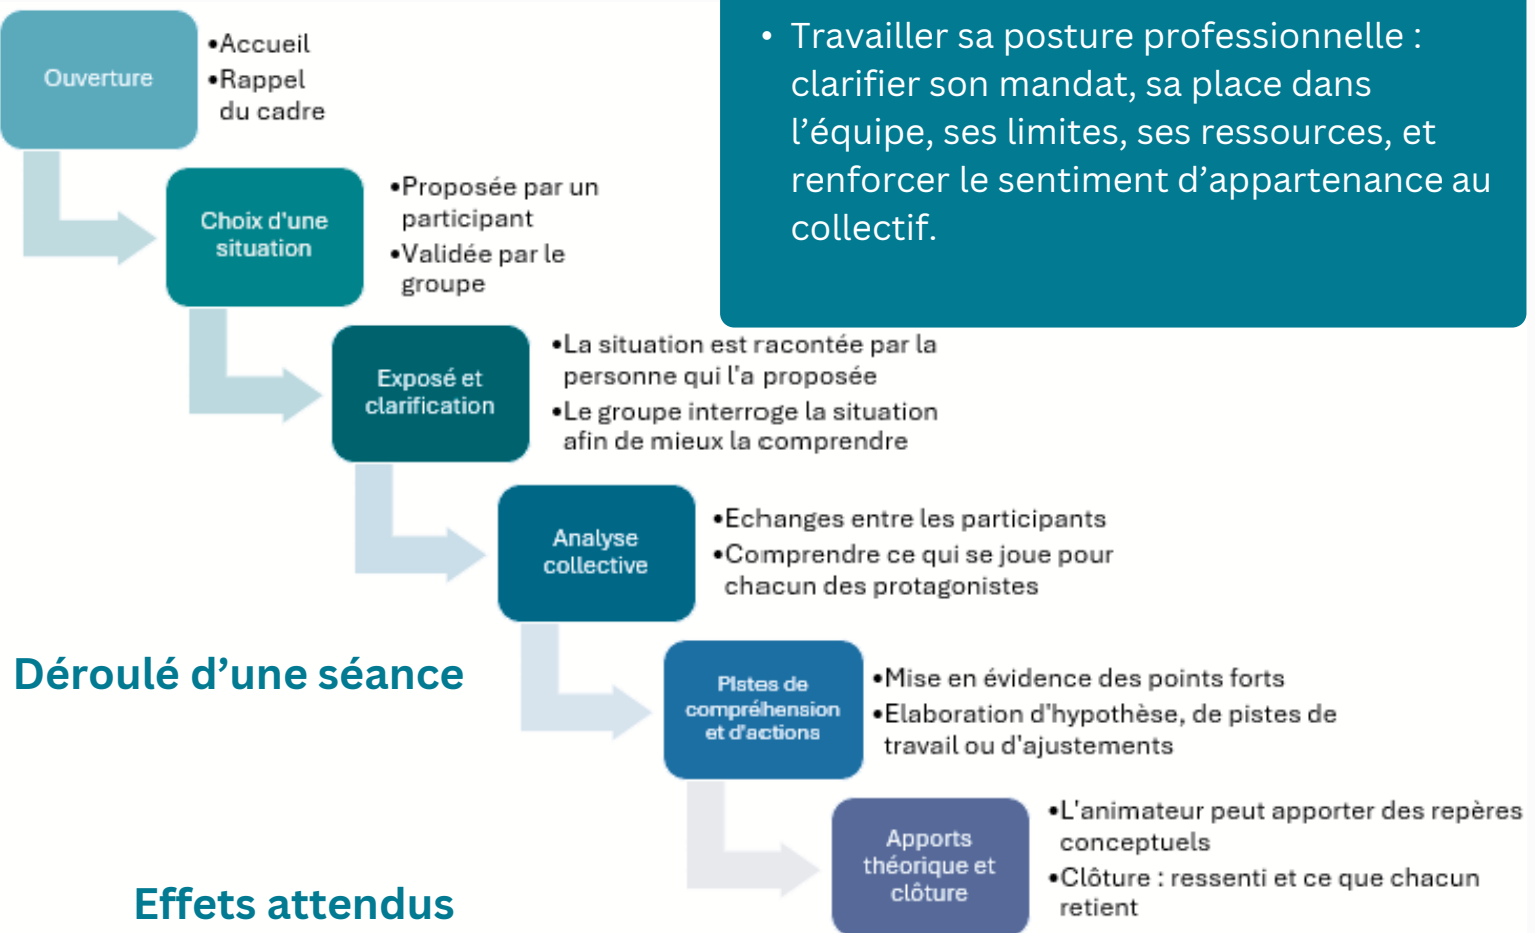 Ouverture
•Accueil
•Rappel
du cadre
• Travailler sa posture professionnelle :
clarifier son mandat, sa place dans
l’équipe, ses limites, ses ressources, et
renforcer le sentiment d’appartenance au
collectif.
Choix d'une
situation
•Proposée par un
participant
•Validée par le
groupe
Exposé et
clarification
•La situation est racontée par la
personne qui l'a proposée
•Le groupe interroge la situation
afin de mieux la comprendre
Analyse
collective
•Echanges entre les participants
•Comprendre ce qui se joue pour
chacun des protagonistes
Déroulé d’une séance
Pistes de
compréhension
et d'actions
•Mise en évidence des points forts
•Elaboration d'hypothèse, de pistes de
travail ou d'ajustements
Apports
théorique et
clôture
•L'animateur peut apporter des repères
conceptuels
•Clôture : ressenti et ce que chacun
retient
Effets attendus